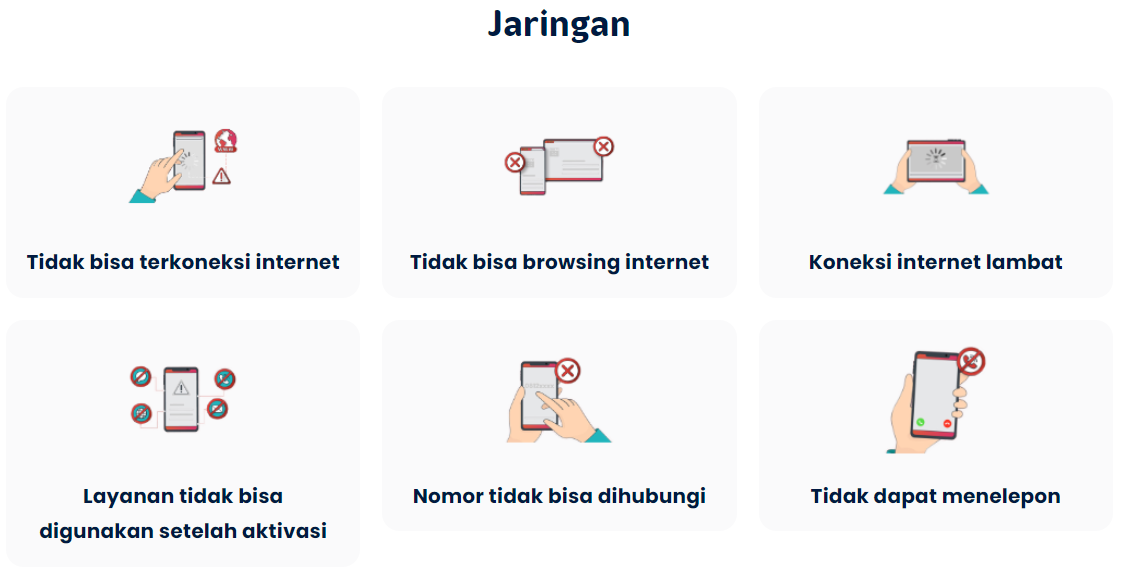 Jaringan
Tidak bisa terkoneksi internet
Tidak bisa browsing internet
Koneksi internet lambat
Layanan tidak bisa
digunakan setelah aktivasi
Nomor tidak bisa dihubungi
Tidak dapat menelepon